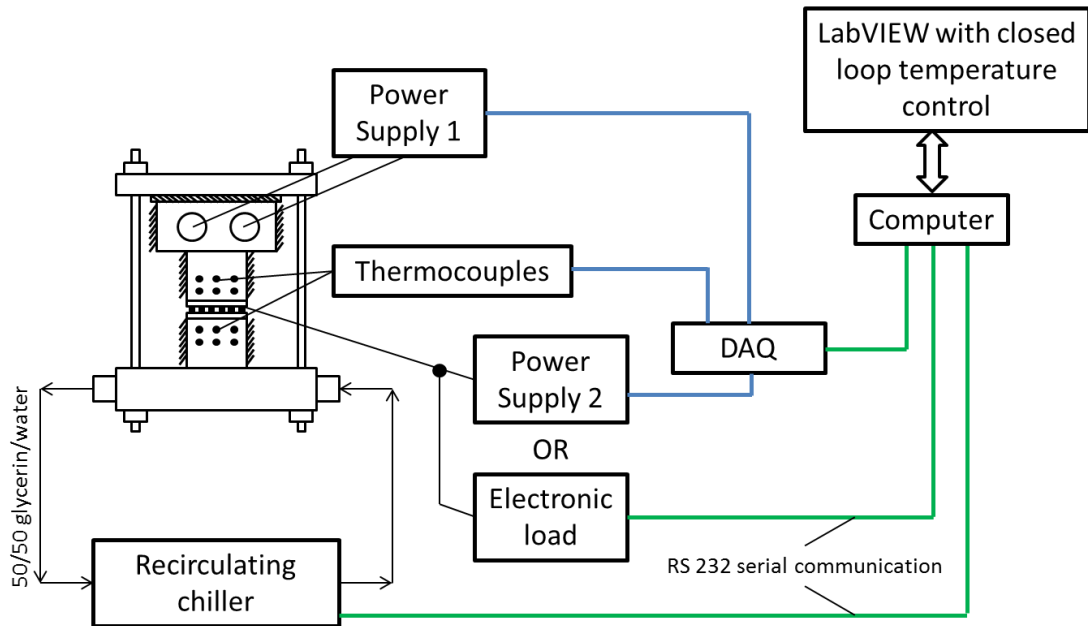 LabVIEW with closed
loop temperature
control
Power
Supply 1
Computer
Thermocouples
DAQ
Power
Supply 2
OR
Electronic
load
50/50 glycerin/water
Recirculating
chiller
RS 232 serial communication